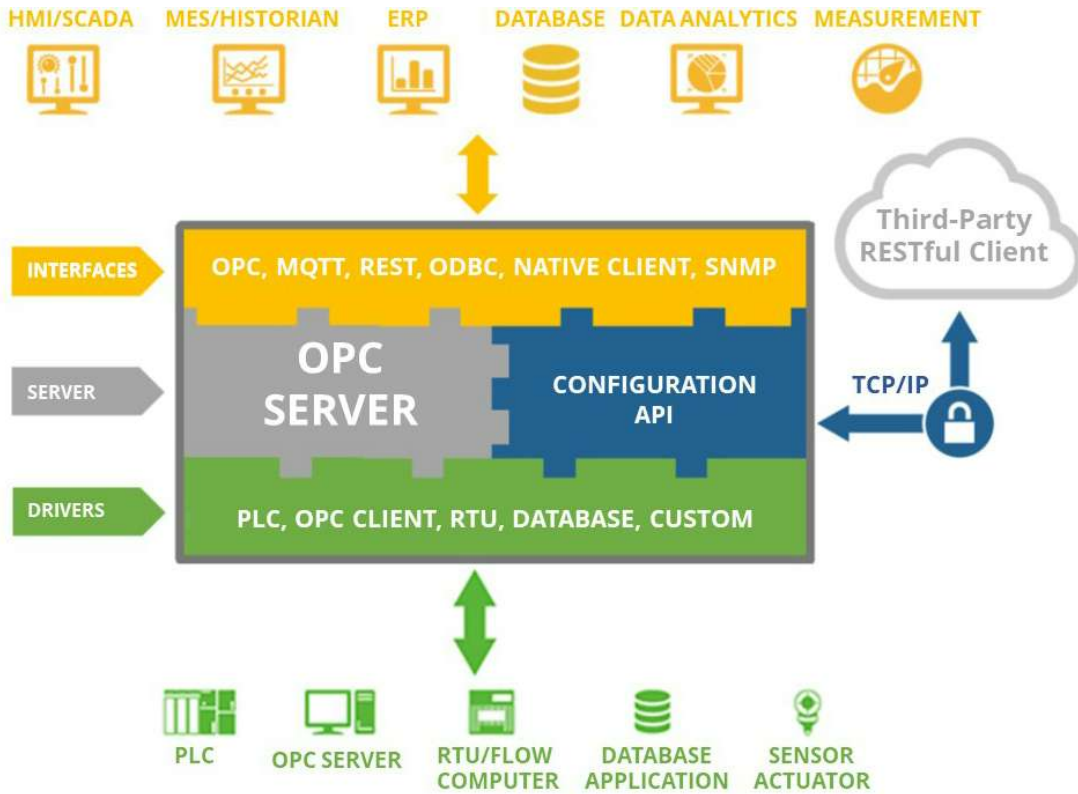 HMI/SCADA
MES/HISTORIAN
ERP
DATABASE
DATA ANALYTICS
MEASUREMENT
Third-Party
RESTful Client
INTERFACES
OPC, MQTT, REST, ODBC, NATIVE CLIENT, SNMP
SERVER
OPC
SERVER
CONFIGURATION
API
TCP/IP
DRIVERS
PLC, OPC CLIENT, RTU, DATABASE, CUSTOM
PLC
OPC SERVER
RTU/FLOW
COMPUTER
DATABASE
APPLICATION
SENSOR
ACTUATOR